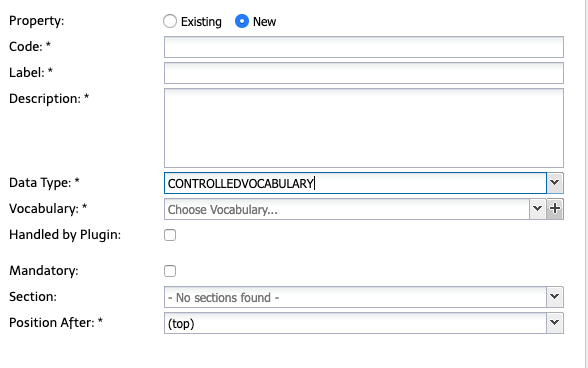 Property: Existing New
Code: *
Label: *
Description: *
Data Type: * CONTROLLEDVOCABULARY
Vocabulary: * Choose Vocabulary...
Handled by Plugin:
Mandatory:
Section: - No sections found -
Position After: * (top)